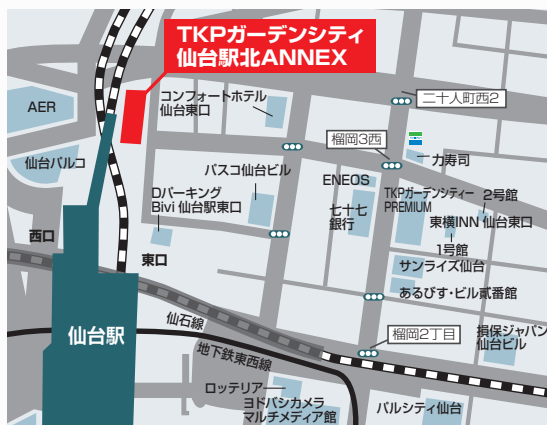 TKPガーデンシティ
仙台駅北ANNEX
AER
コンフォートホテル
仙台東口
二十人町西2
榴岡3西
力寿司
仙台パルコ
パスコ仙台ビル
ENEOS
Dパーキング
Bivi 仙台駅東口
七十七
銀行
TKPガーデンシティー
PREMIUM
2号館
東横INN 仙台東口
1号館
西口
東口
サンライズ仙台
あるびす・ビル貳番館
仙石線
仙台駅
地下鉄東西線
榴岡2丁目
損保ジャパン
仙台ビル
ロッテリア
ヨドバシカメラ
マルチメディア館
パルシティ仙台